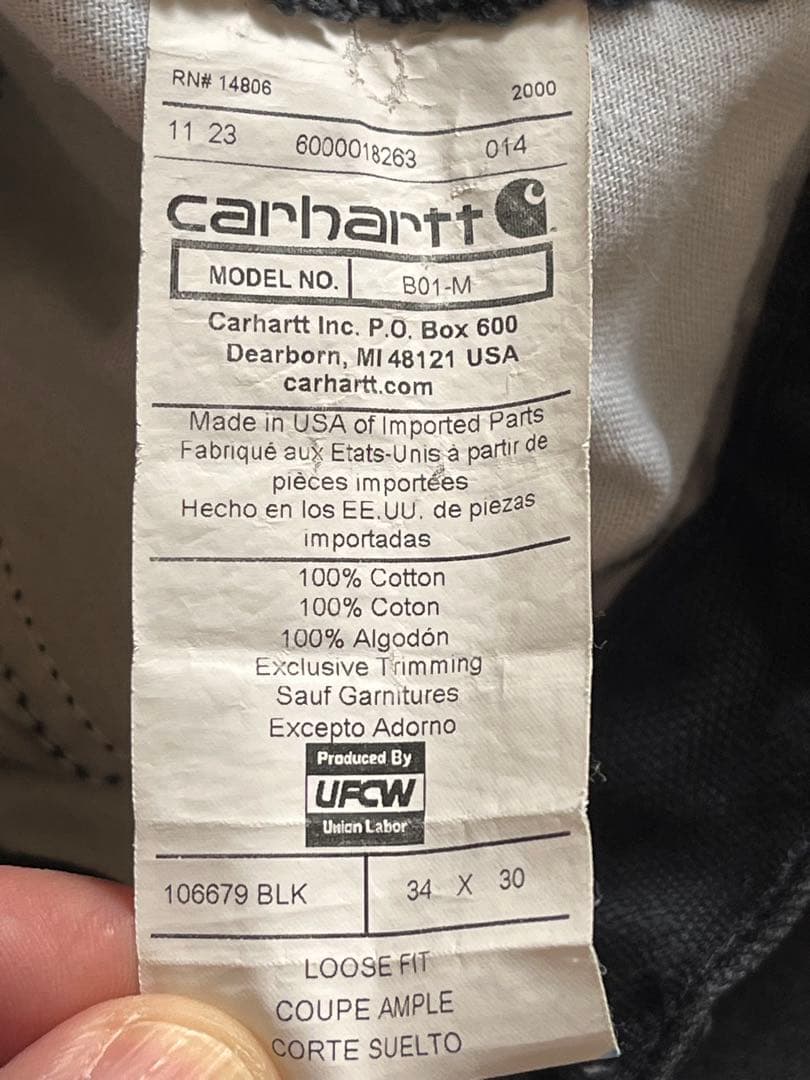 RN# 14806 2000
11 23 6000018263 014
carhartt
MODEL NO. B01-M
Carhartt Inc. P.O. Box 600
Dearborn, MI 48121 USA
carhartt.com
Made in USA of Imported Parts
Fabriqué aux Etats-Unis à partir de
pièces importées
Hecho en los EE.UU. de piezas
importadas
100% Cotton
100% Coton
100% Algodón
Exclusive Trimming
Sauf Garnitures
Excepto Adorno
Produced By
UFCW
Union Labor
106679 BLK 34 X 30
LOOSE FIT
COUPE AMPLE
CORTE SUELTO